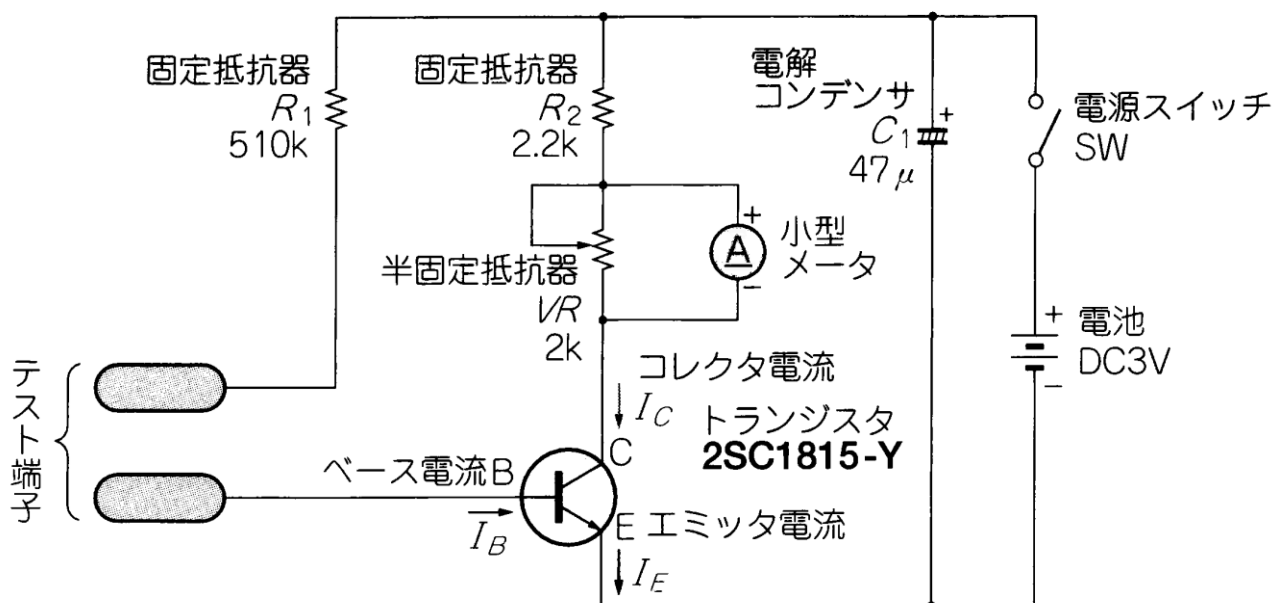 固定抵抗器
R1
510k
固定抵抗器
R2
2.2k
電解
コンデンサ
+
C1
47μ
電源スイッチ
SW
半固定抵抗器
VR
2k
+
A
−
小型
メータ
+
−
電池
DC3V
テスト端子
コレクタ電流
IC
トランジスタ
2SC1815-Y
C
ベース電流B
IB
E エミッタ電流
IE